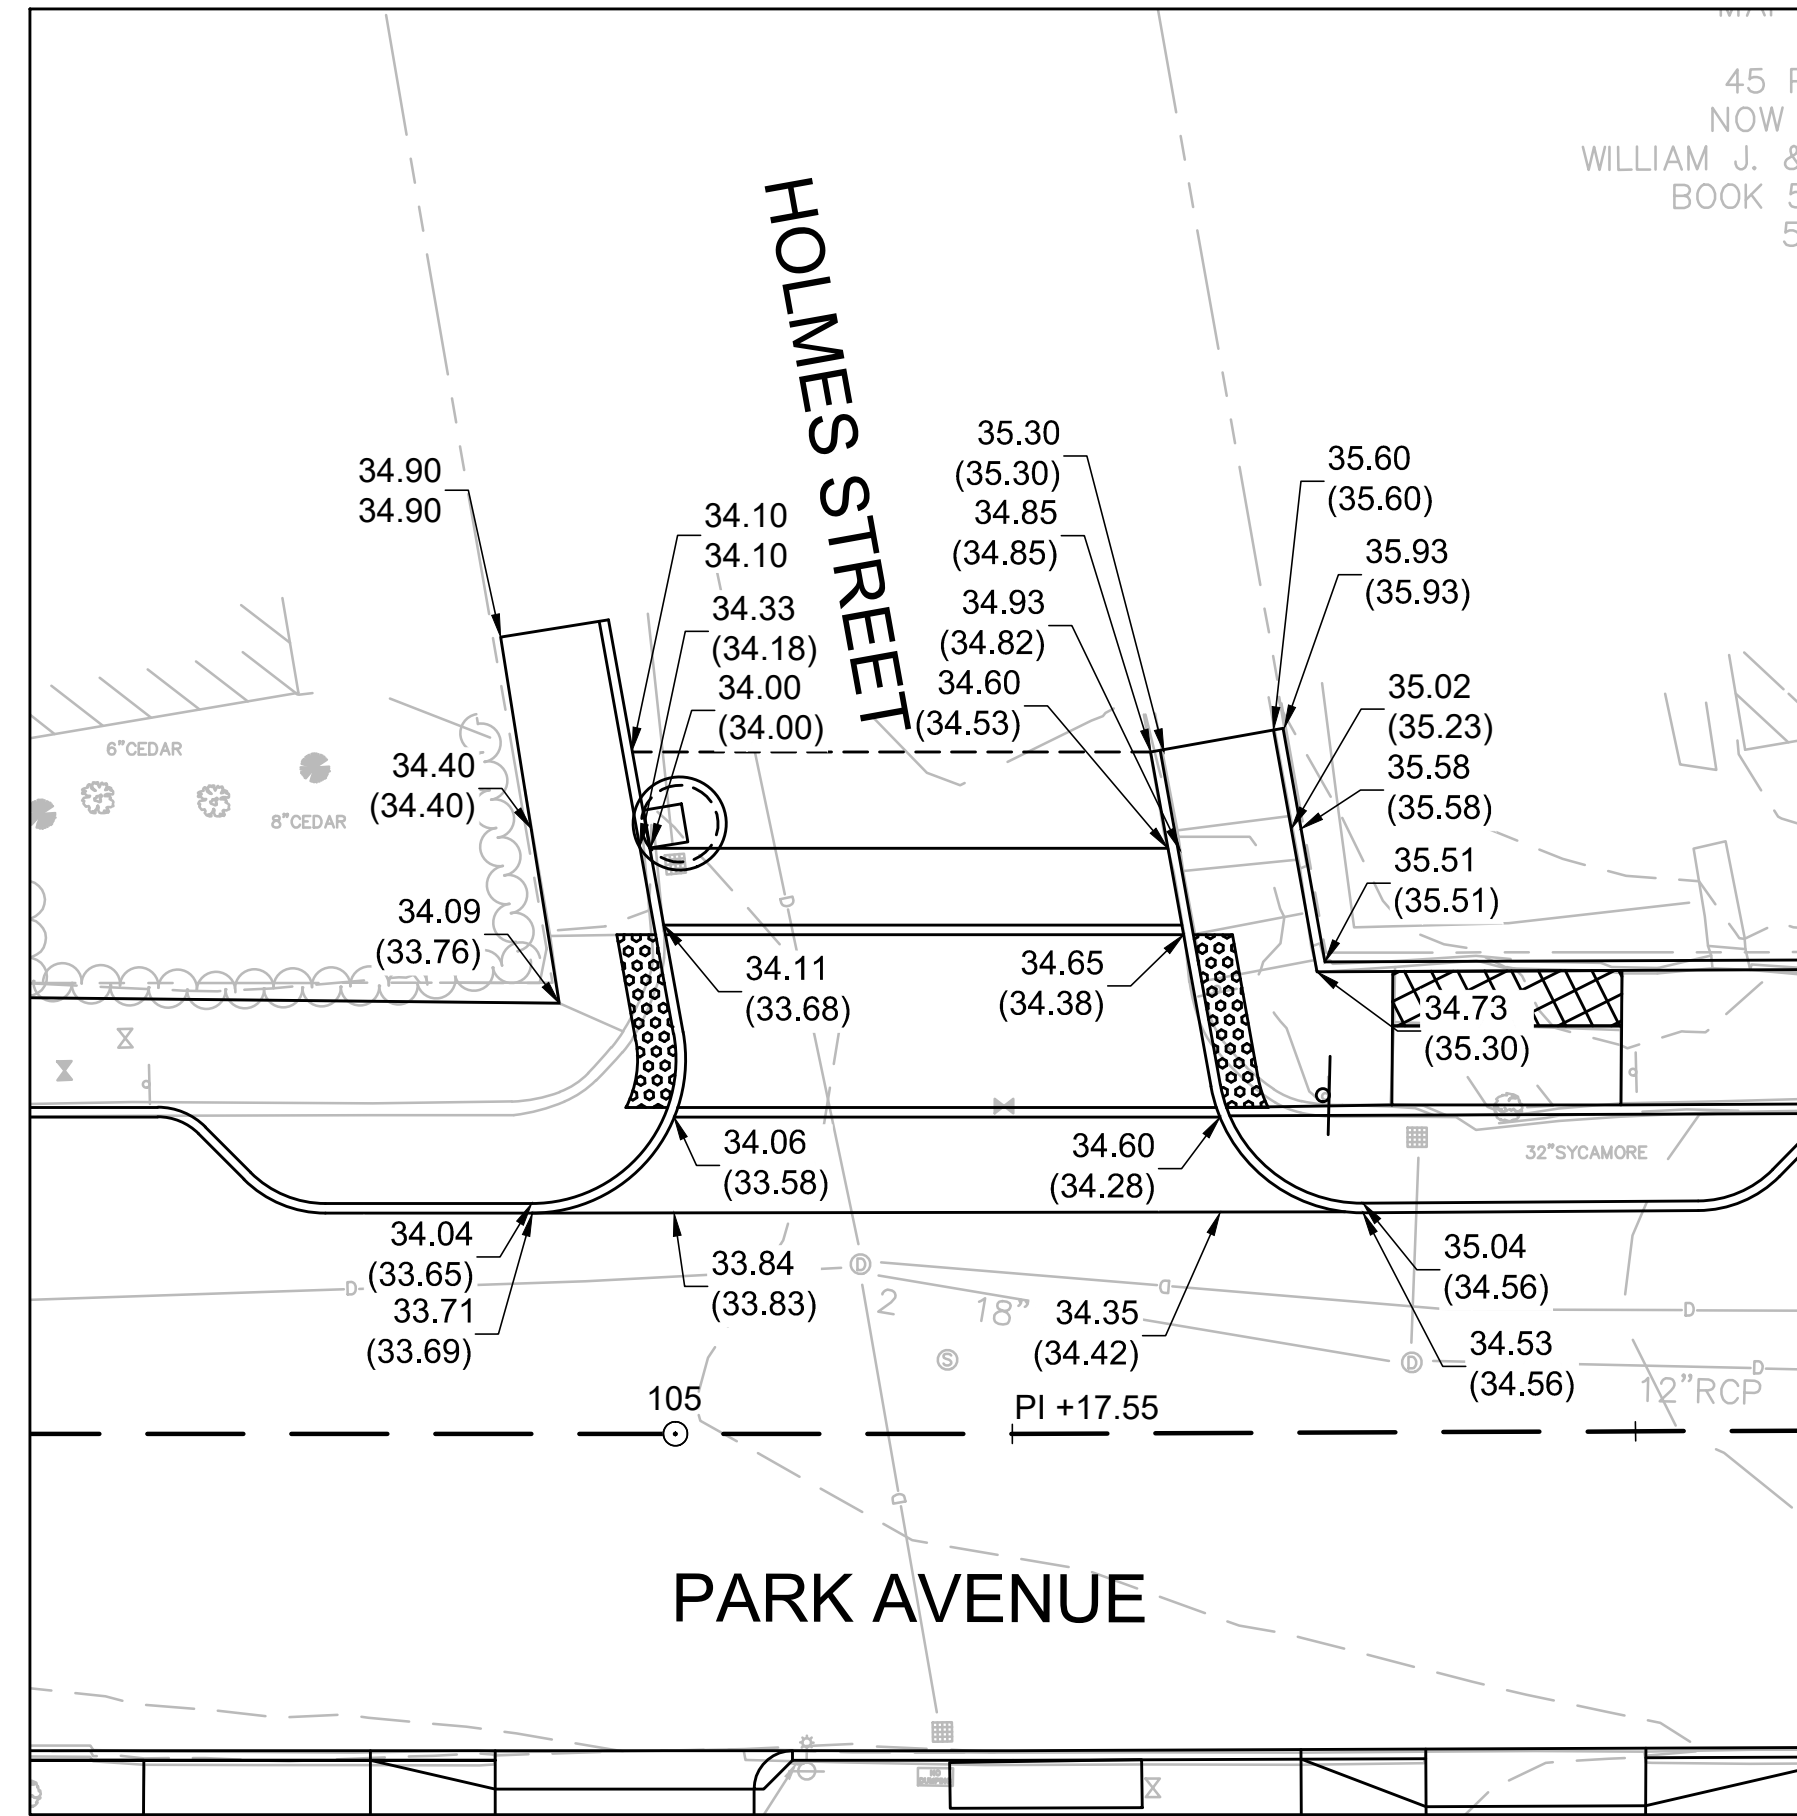 45
NOW
WILLIAM J. &
BOOK
HOLMES STREET
34.90
34.90
34.10
34.10
34.33
(34.18)
34.00
(34.00)
35.30
(35.30)
34.85
(34.85)
34.93
(34.82)
34.60
(34.53)
35.60
(35.60)
35.93
(35.93)
35.02
(35.23)
35.58
(35.58)
35.51
(35.51)
6"CEDAR
8"CEDAR
34.40
(34.40)
34.09
(33.76)
34.11
(33.68)
34.65
(34.38)
34.73
(35.30)
34.06
(33.58)
34.60
(34.28)
32"SYCAMORE
34.04
(33.65)
33.71
(33.69)
33.84
(33.83)
D
D
2
18"
34.35
(34.42)
35.04
(34.56)
34.53
(34.56)
D
D
D
D
S
D
D
D
12"RCP
105
PI +17.55
PARK AVENUE
NO